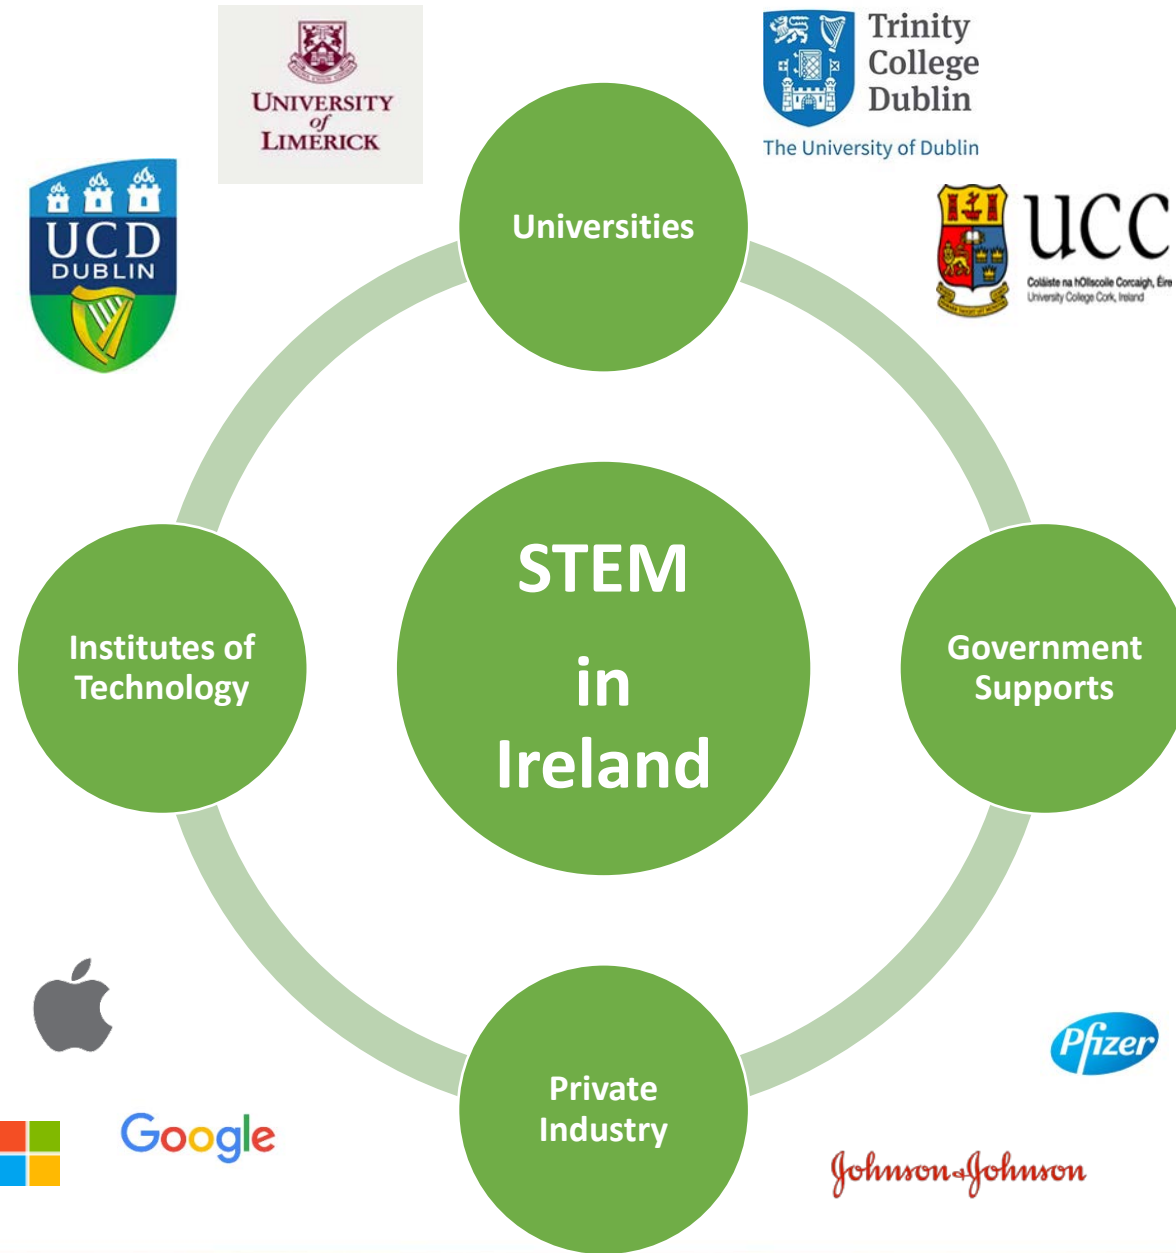 UNIVERSITY
of
LIMERICK
Trinity
College
Dublin
The University of Dublin
UCD
DUBLIN
UCC
Coláiste na hOllscoile Corcaigh, Éire
University College Cork, Ireland
Universities
STEM
in
Ireland
Institutes of
Technology
Government
Supports
Private
Industry
Pfizer
Google
Johnson & Johnson